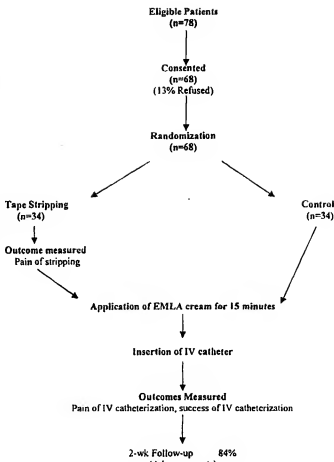 Eligible Patients
(n=78)
Consented
(n=68)
(13% Refused)
Randomization
(n=68)
Tape Stripping
(n=34)
Control
(n=34)
Outcome measured
Pain of stripping
Application of EMLA cream for 15 minutes
Insertion of IV catheter
Outcomes Measured
Pain of IV catheterization, success of IV catheterization
2-wk Follow-up 84%